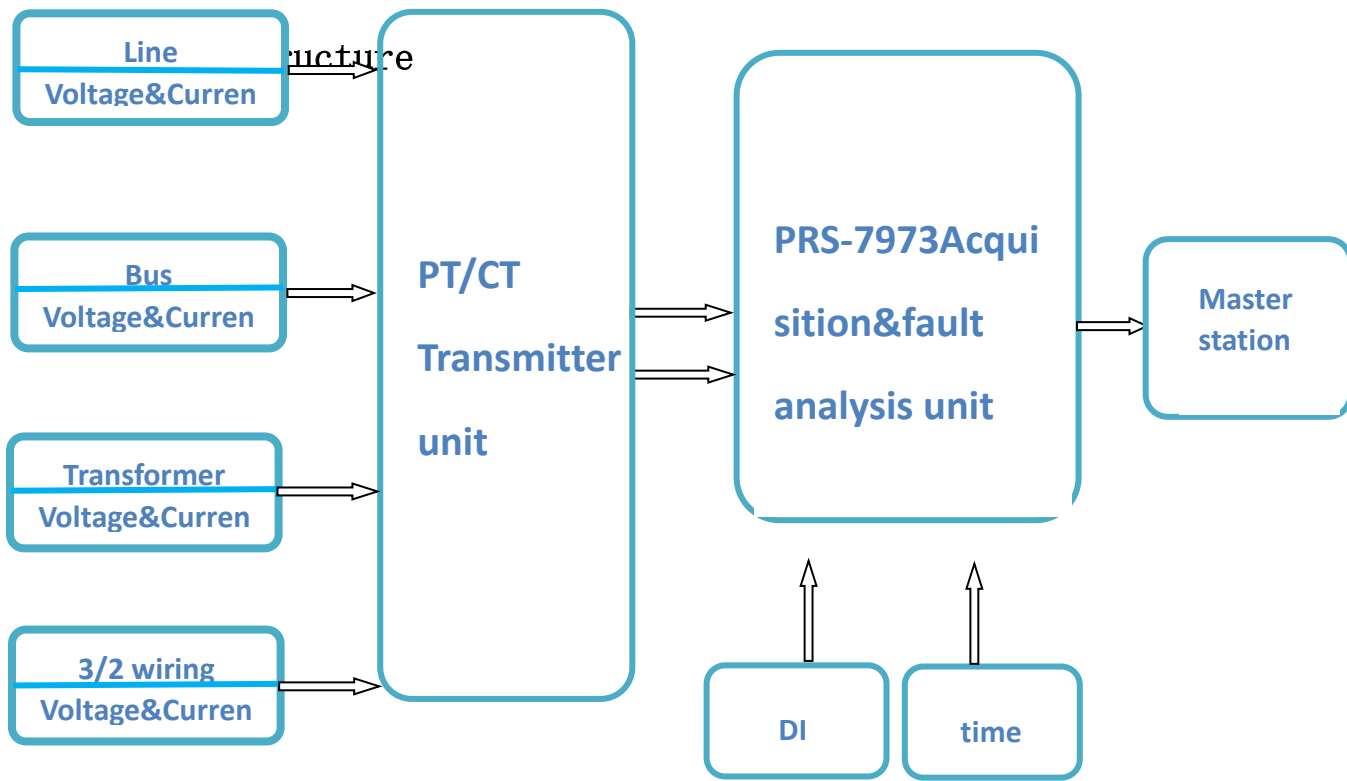 Line
ructure
Voltage&Curren
Bus
Voltage&Curren
Transformer
Voltage&Curren
3/2 wiring
Voltage&Curren
PT/CT
Transmitter
unit
PRS-7973Acqui
sition&fault
analysis unit
Master
station
DI
time